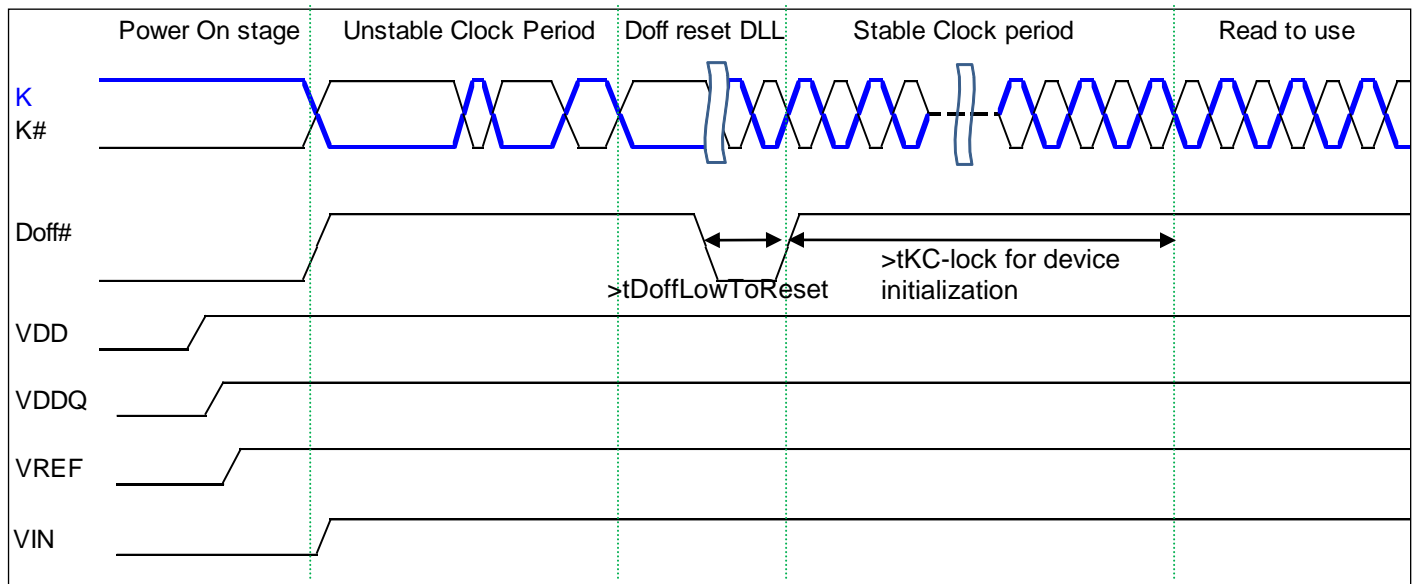 Power On stage
Unstable Clock Period
Doff reset DLL
Stable Clock period
Read to use
K
K#
Doff#
>tDoffLowToReset
>tKC-lock for device
initialization
VDD
VDDQ
VREF
VIN